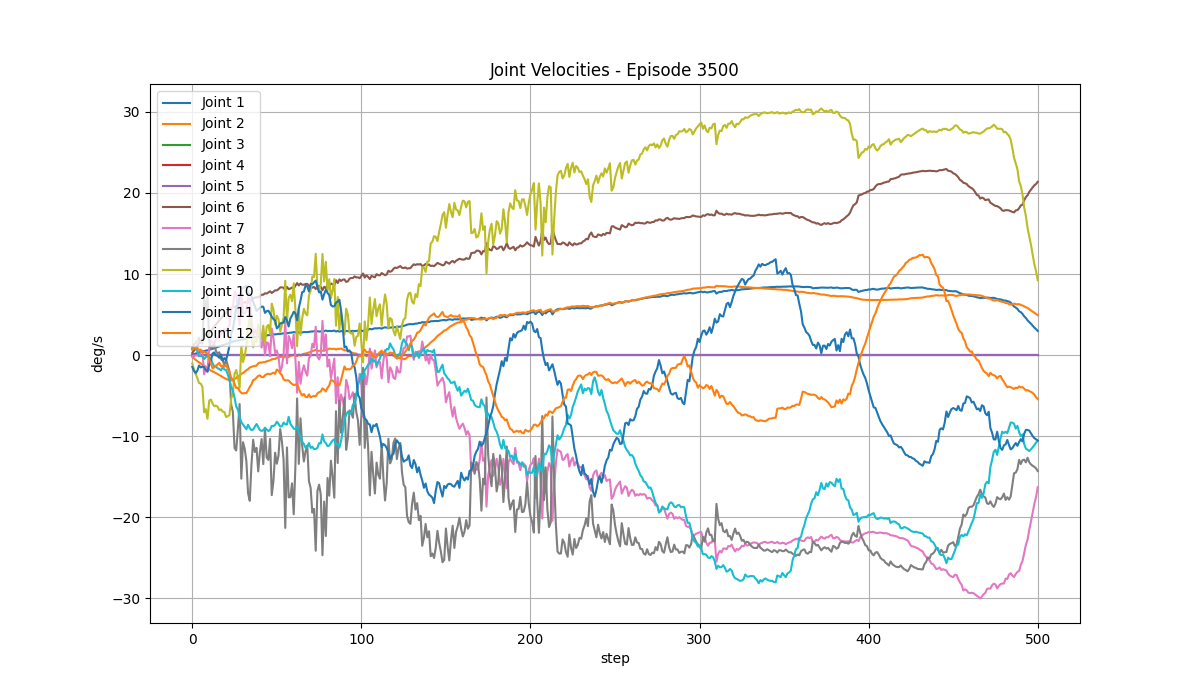 Joint Velocities - Episode 3500
deg/s
30
20
10
0
−10
−20
−30
Joint 1
Joint 2
Joint 3
Joint 4
Joint 5
Joint 6
Joint 7
Joint 8
Joint 9
Joint 10
Joint 11
Joint 12
0 100 200 300 400 500
step